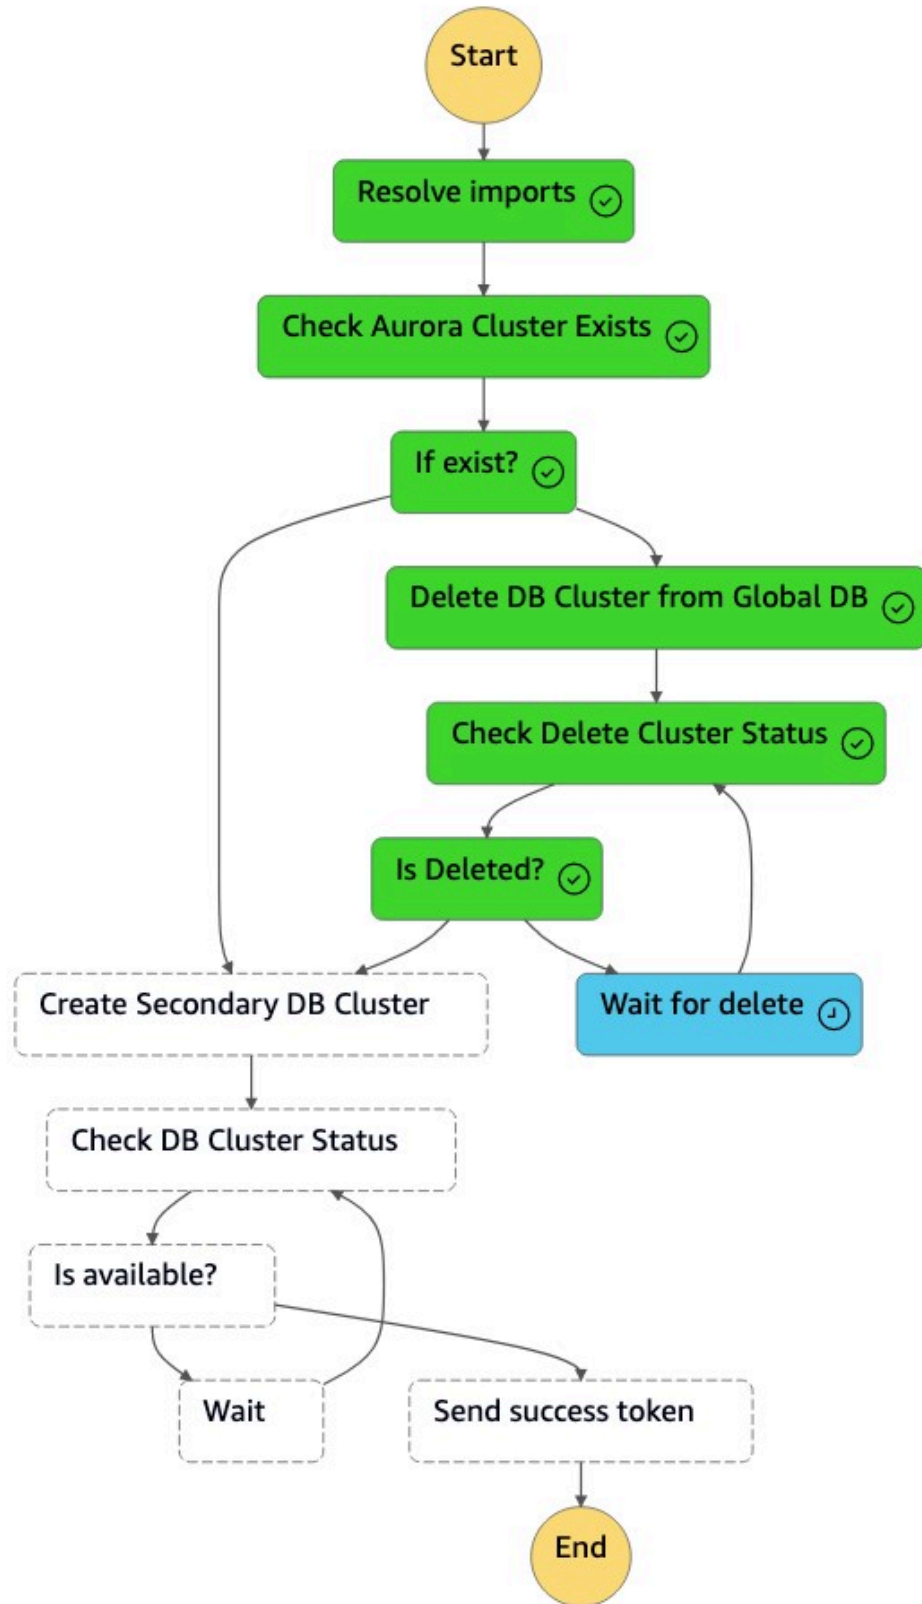 Start
Resolve imports
Check Aurora Cluster Exists
If exist?
Delete DB Cluster from Global DB
Check Delete Cluster Status
Is Deleted?
Create Secondary DB Cluster
Wait for delete
Check DB Cluster Status
Is available?
Wait
Send success token
End